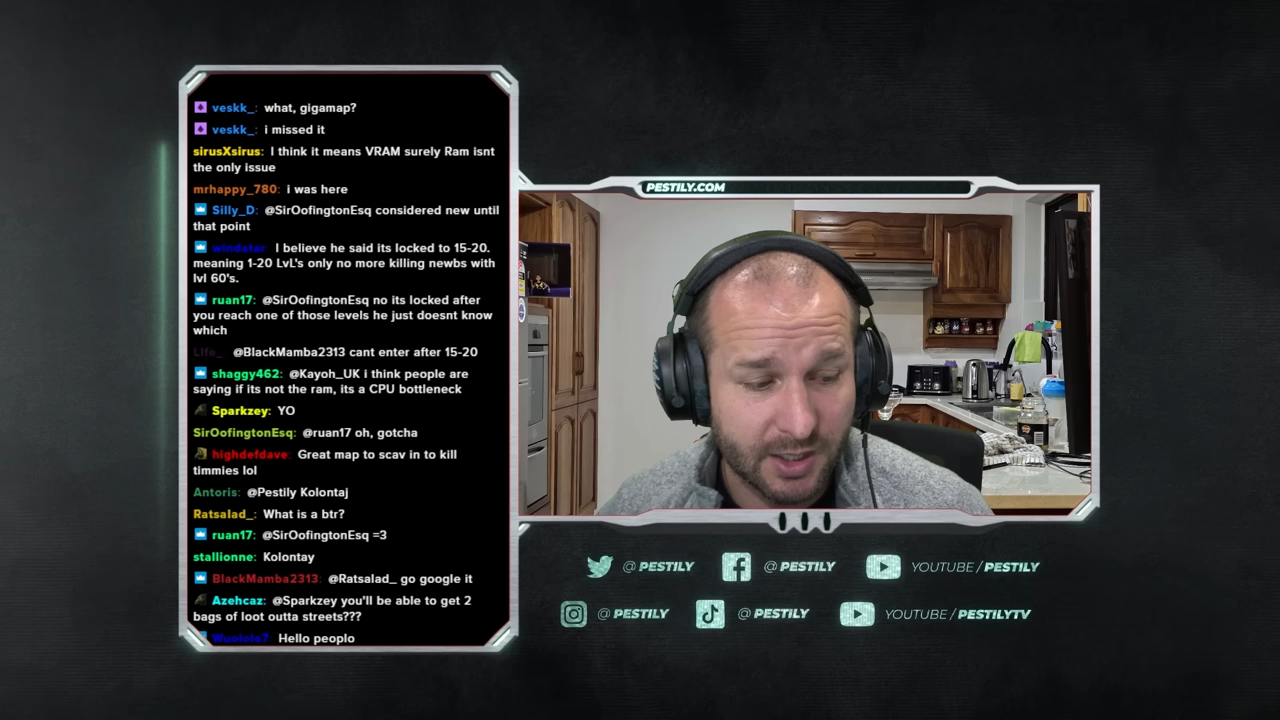 veskk_: what, gigamap?
veskk_: i missed it
sirusXsirus: I think it means VRAM surely Ram isnt
the only issue
mrhappy_780: i was here
Silly_D: @SirOofingtonEsq considered new until
that point
windstar: I believe he said its locked to 15-20.
meaning 1-20 LvL's only no more killing newbs with
lvl 60's.
ruan17: @SirOofingtonEsq no its locked after
you reach one of those levels he just doesnt know
which
@BlackMamba2313 cant enter after 15-20
shaggy462: @Kayoh_UK i think people are
saying if its not the ram, its a CPU bottleneck
Sparkzey: YO
SirOofingtonEsq: @ruan17 oh, gotcha
highdefdave: Great map to scav in to kill
timmies lol
Antoris: @Pestily Kolontaj
Ratsalad_: What is a btr?
ruan17: @SirOofingtonEsq =3
stallionne: Kolontay
BlackMamba2313: @Ratsalad_ go google it
Azehcaz: @Sparkzey you'll be able to get 2
bags of loot outta streets???
Hello peoplo
PESTILY.COM
@PESTILY
@PESTILY
YOUTUBE/PESTILY
@PESTILY
@PESTILY
YOUTUBE/PESTILYTV